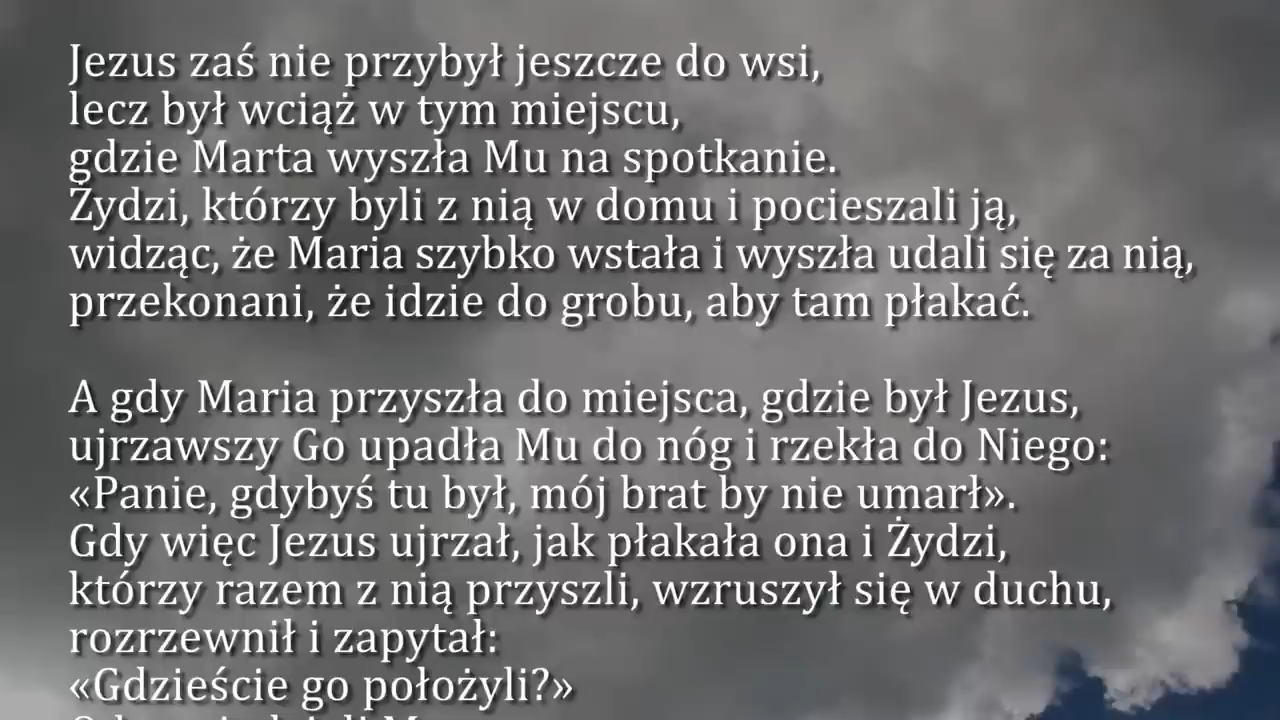 Jezus zaś nie przybył jeszcze do wsi,
lecz był wciąż w tym miejscu,
gdzie Marta wyszła Mu na spotkanie.
Żydzi, którzy byli z nią w domu i pocieszali ją,
widząc, że Maria szybko wstała i wyszła udali się za nią,
przekonani, że idzie do grobu, aby tam płakać.
A gdy Maria przyszła do miejsca, gdzie był Jezus,
ujrzawszy Go upadła Mu do nóg i rzekła do Niego:
«Panie, gdybyś tu był, mój brat by nie umarł».
Gdy więc Jezus ujrzał, jak płakała ona i Żydzi,
którzy razem z nią przyszli, wzruszył się w duchu,
rozrzewnił i zapytał:
«Gdzieście go położyli?»